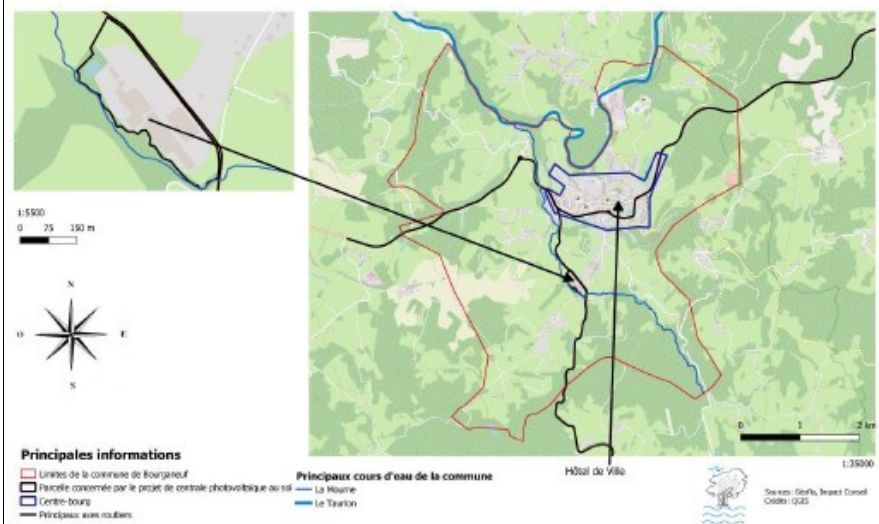 1:5500
0 75 150 m
N
O E
S
0 1 2 km
1:35000
Hôtel de Ville
Principales informations
Limites de la commune de Bourganeuf
Parcelle concernée par le projet de centrale photovoltaïque au sol
Centre-bourg
Principaux axes routiers
Principaux cours d'eau de la commune
La Mourne
Le Taurion
Sources: Géofla, Impact Conseil
Crédits: QGIS